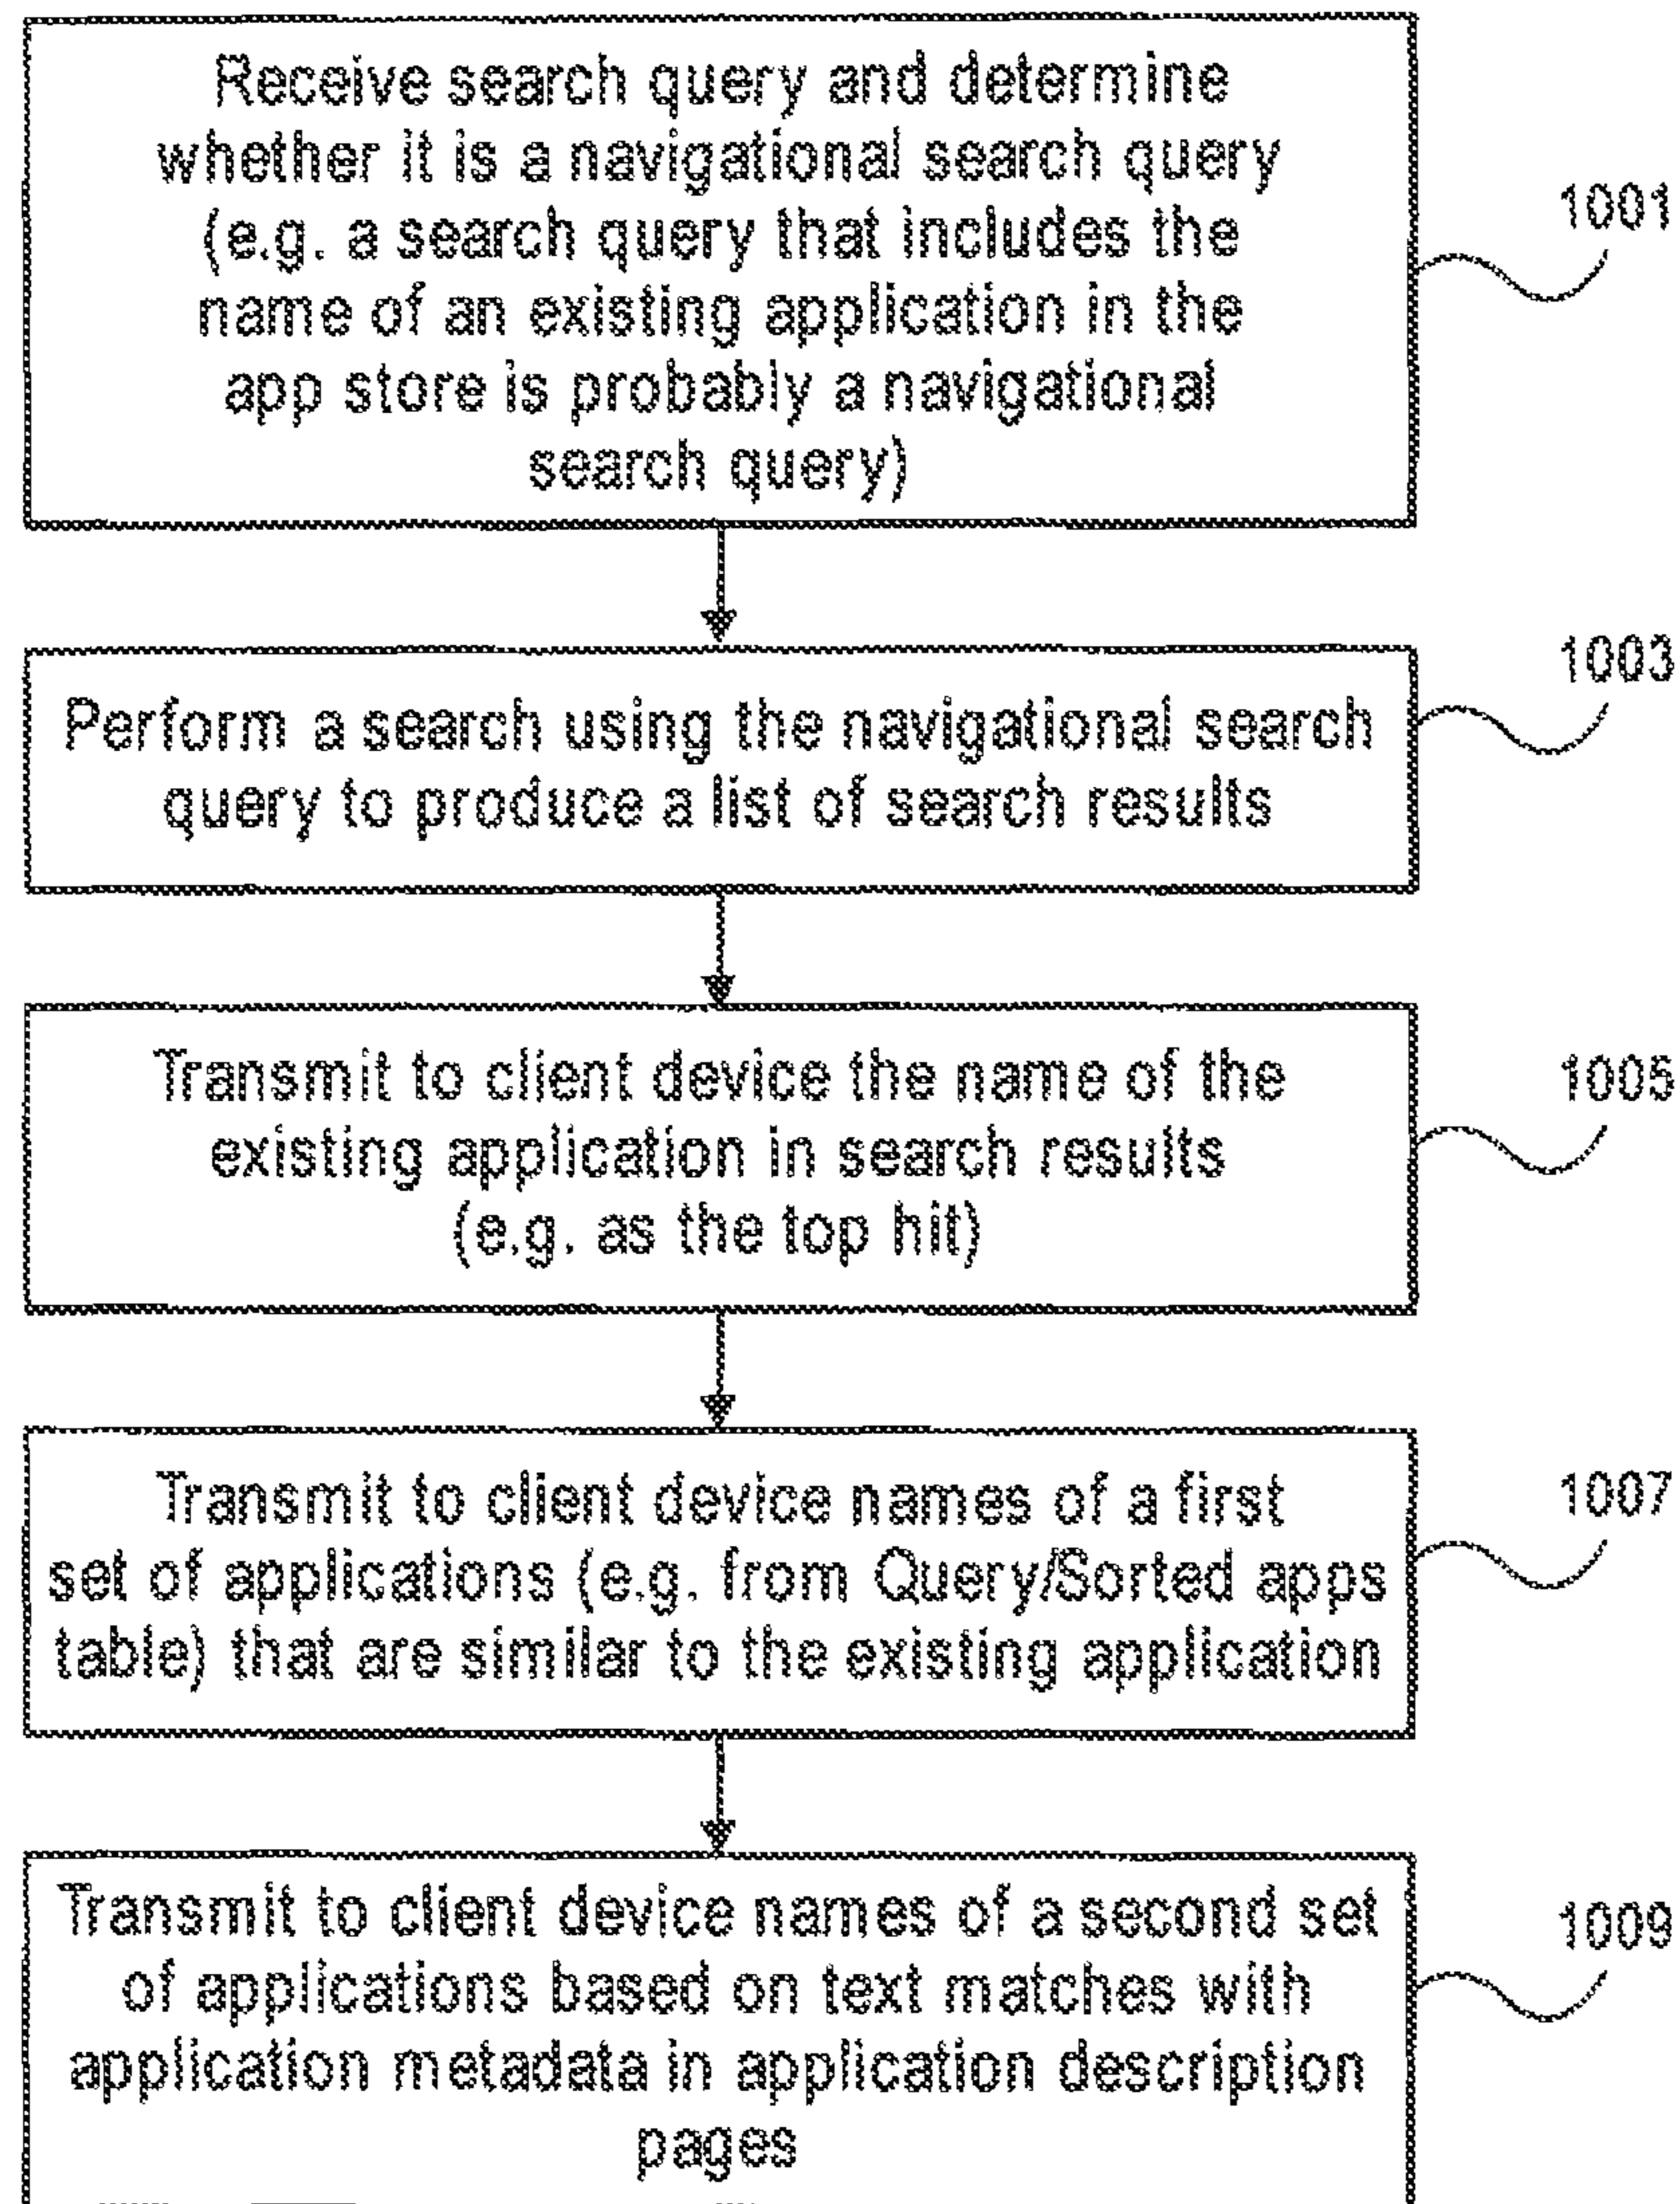 Receive search query and determine
whether it is a navigational search query
(e.g. a search query that includes the
name of an existing application in the
app store is probably a navigational
search query)
1001
Perform a search using the navigational search
query to produce a list of search results
1003
Transmit to client device the name of the
existing application in search results
(e.g. as the top hit)
1005
Transmit to client device names of a first
set of applications (e.g. from Query/Sorted apps
table) that are similar to the existing application
1007
Transmit to client device names of a second set
of applications based on text matches with
application metadata in application description
pages
1009